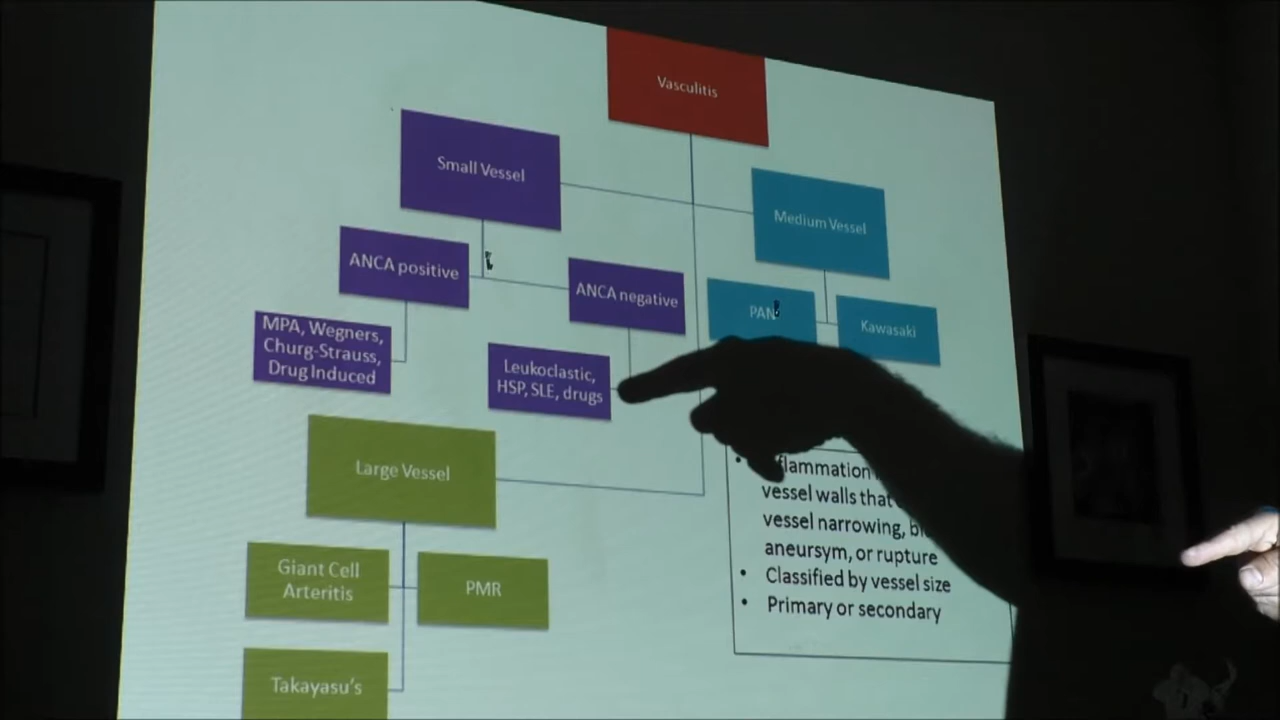 Vasculitis
Small Vessel
Medium Vessel
ANCA positive
ANCA negative
PAN
Kawasaki
MPA, Wegners,
Churg-Strauss,
Drug Induced
Leukoclastic,
HSP, SLE, drugs
Large Vessel
Giant Cell
Arteritis
PMR
Takayasu's
• flammation
vessel walls that
vessel narrowing,
aneursym, or rupture
• Classified by vessel size
• Primary or secondary